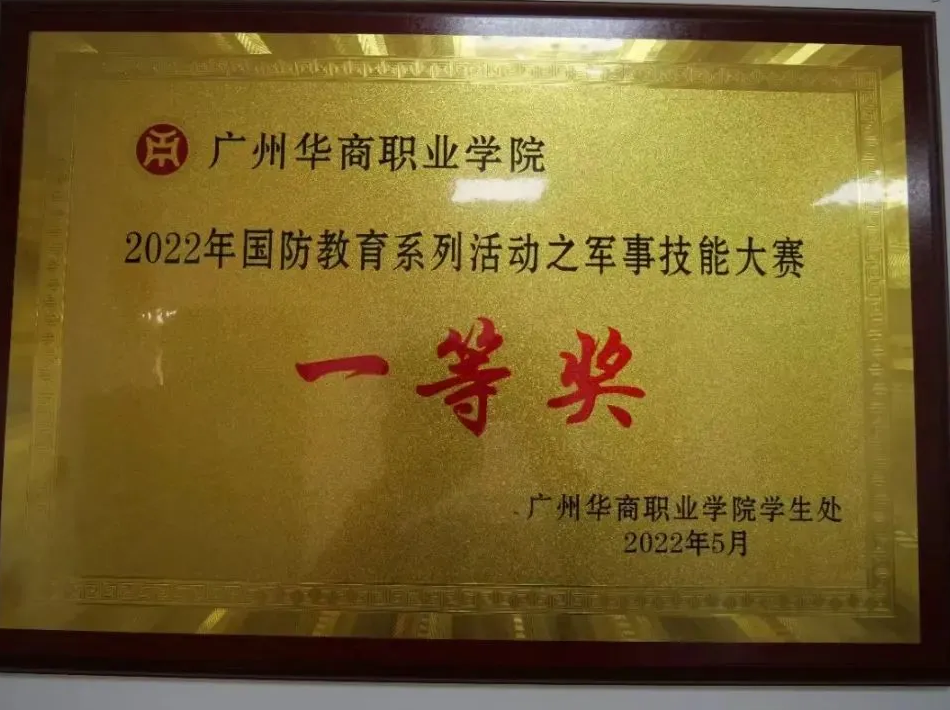 广州华商职业学院
2022年国防教育系列活动之军事技能大赛
一等奖
广州华商职业学院学生处
2022年5月